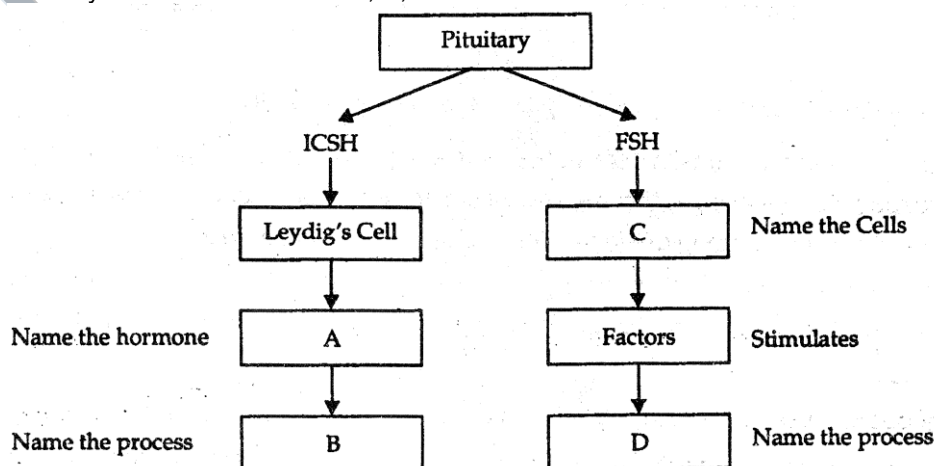 Pituitary
ICSH FSH
Leydig's Cell C Name the Cells
Name the hormone A Factors Stimulates
Name the process B D Name the process